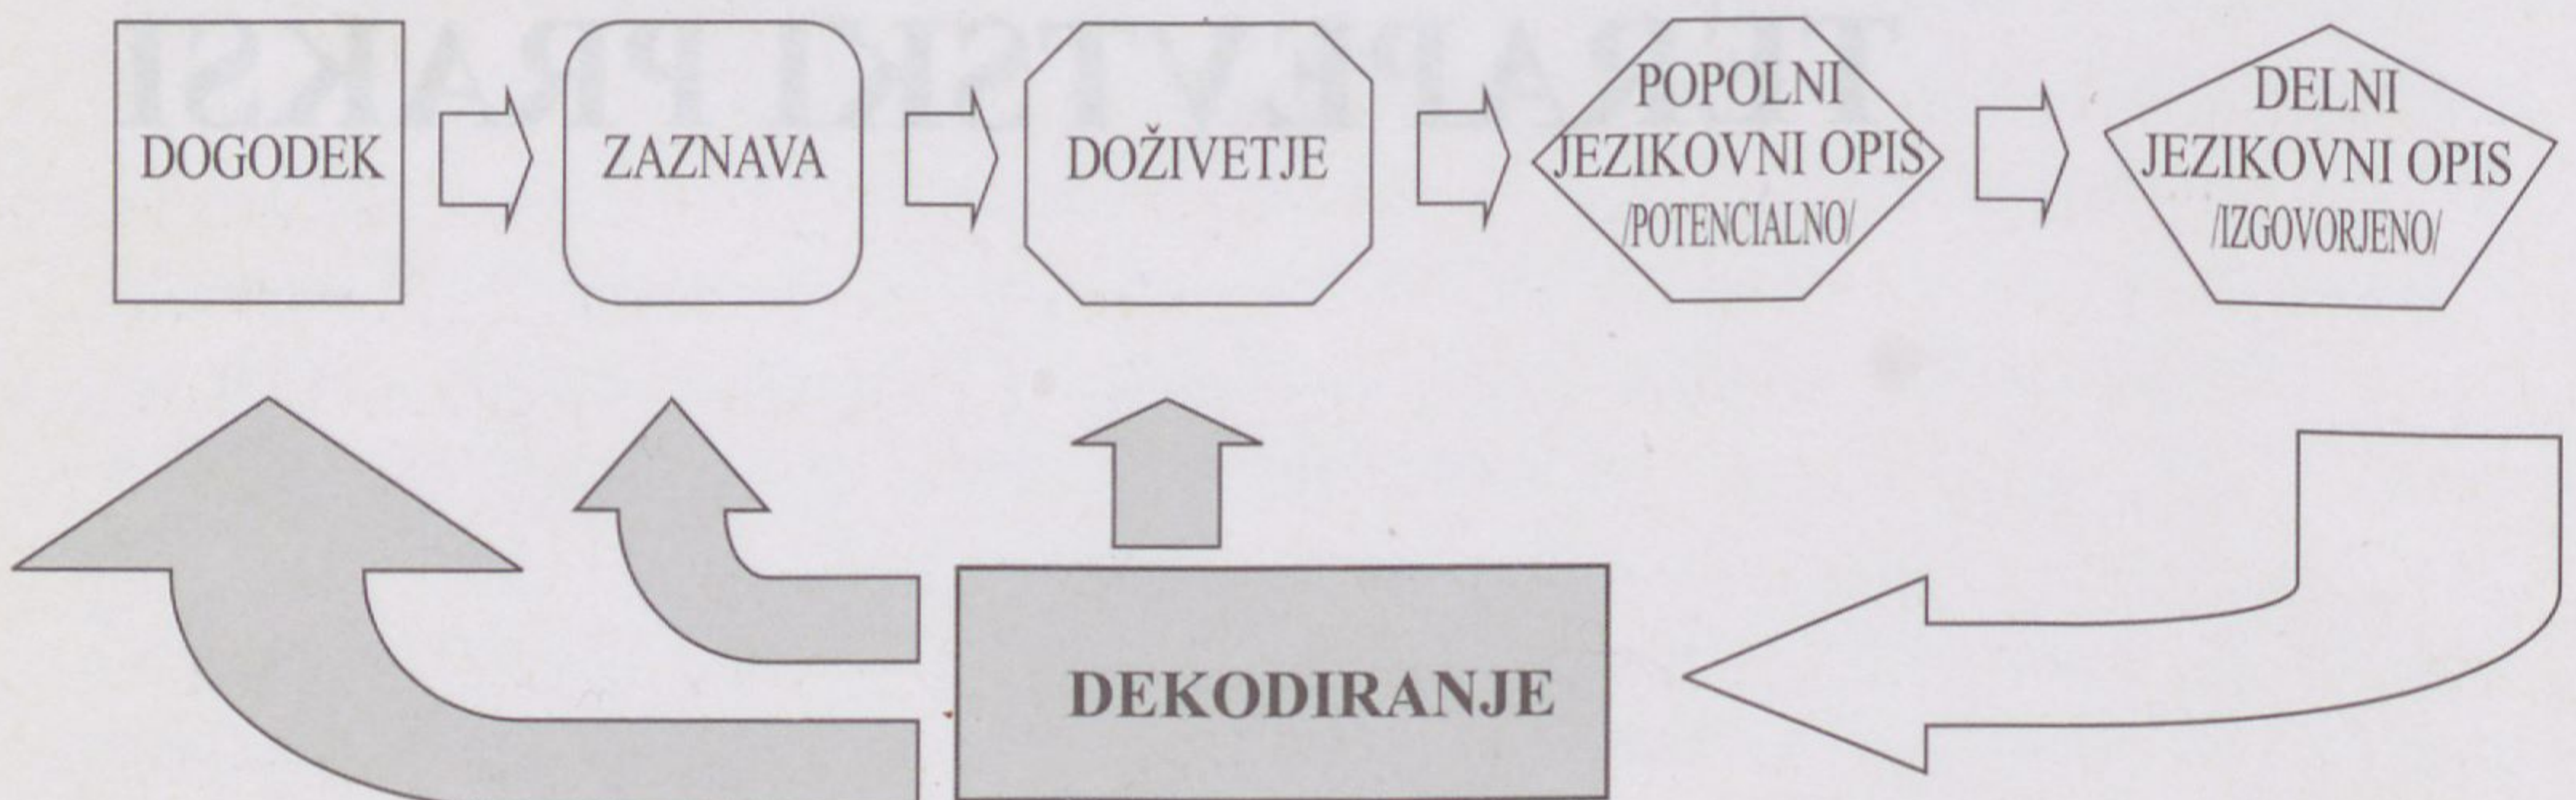 DOGODEK
ZAZNAVA
DOŽIVETJE
POPOLNI
JEZIKOVNI OPIS
/POTENCIALNO/
DELNI
JEZIKOVNI OPIS
/IZGOVORJENO/
DEKODIRANJE